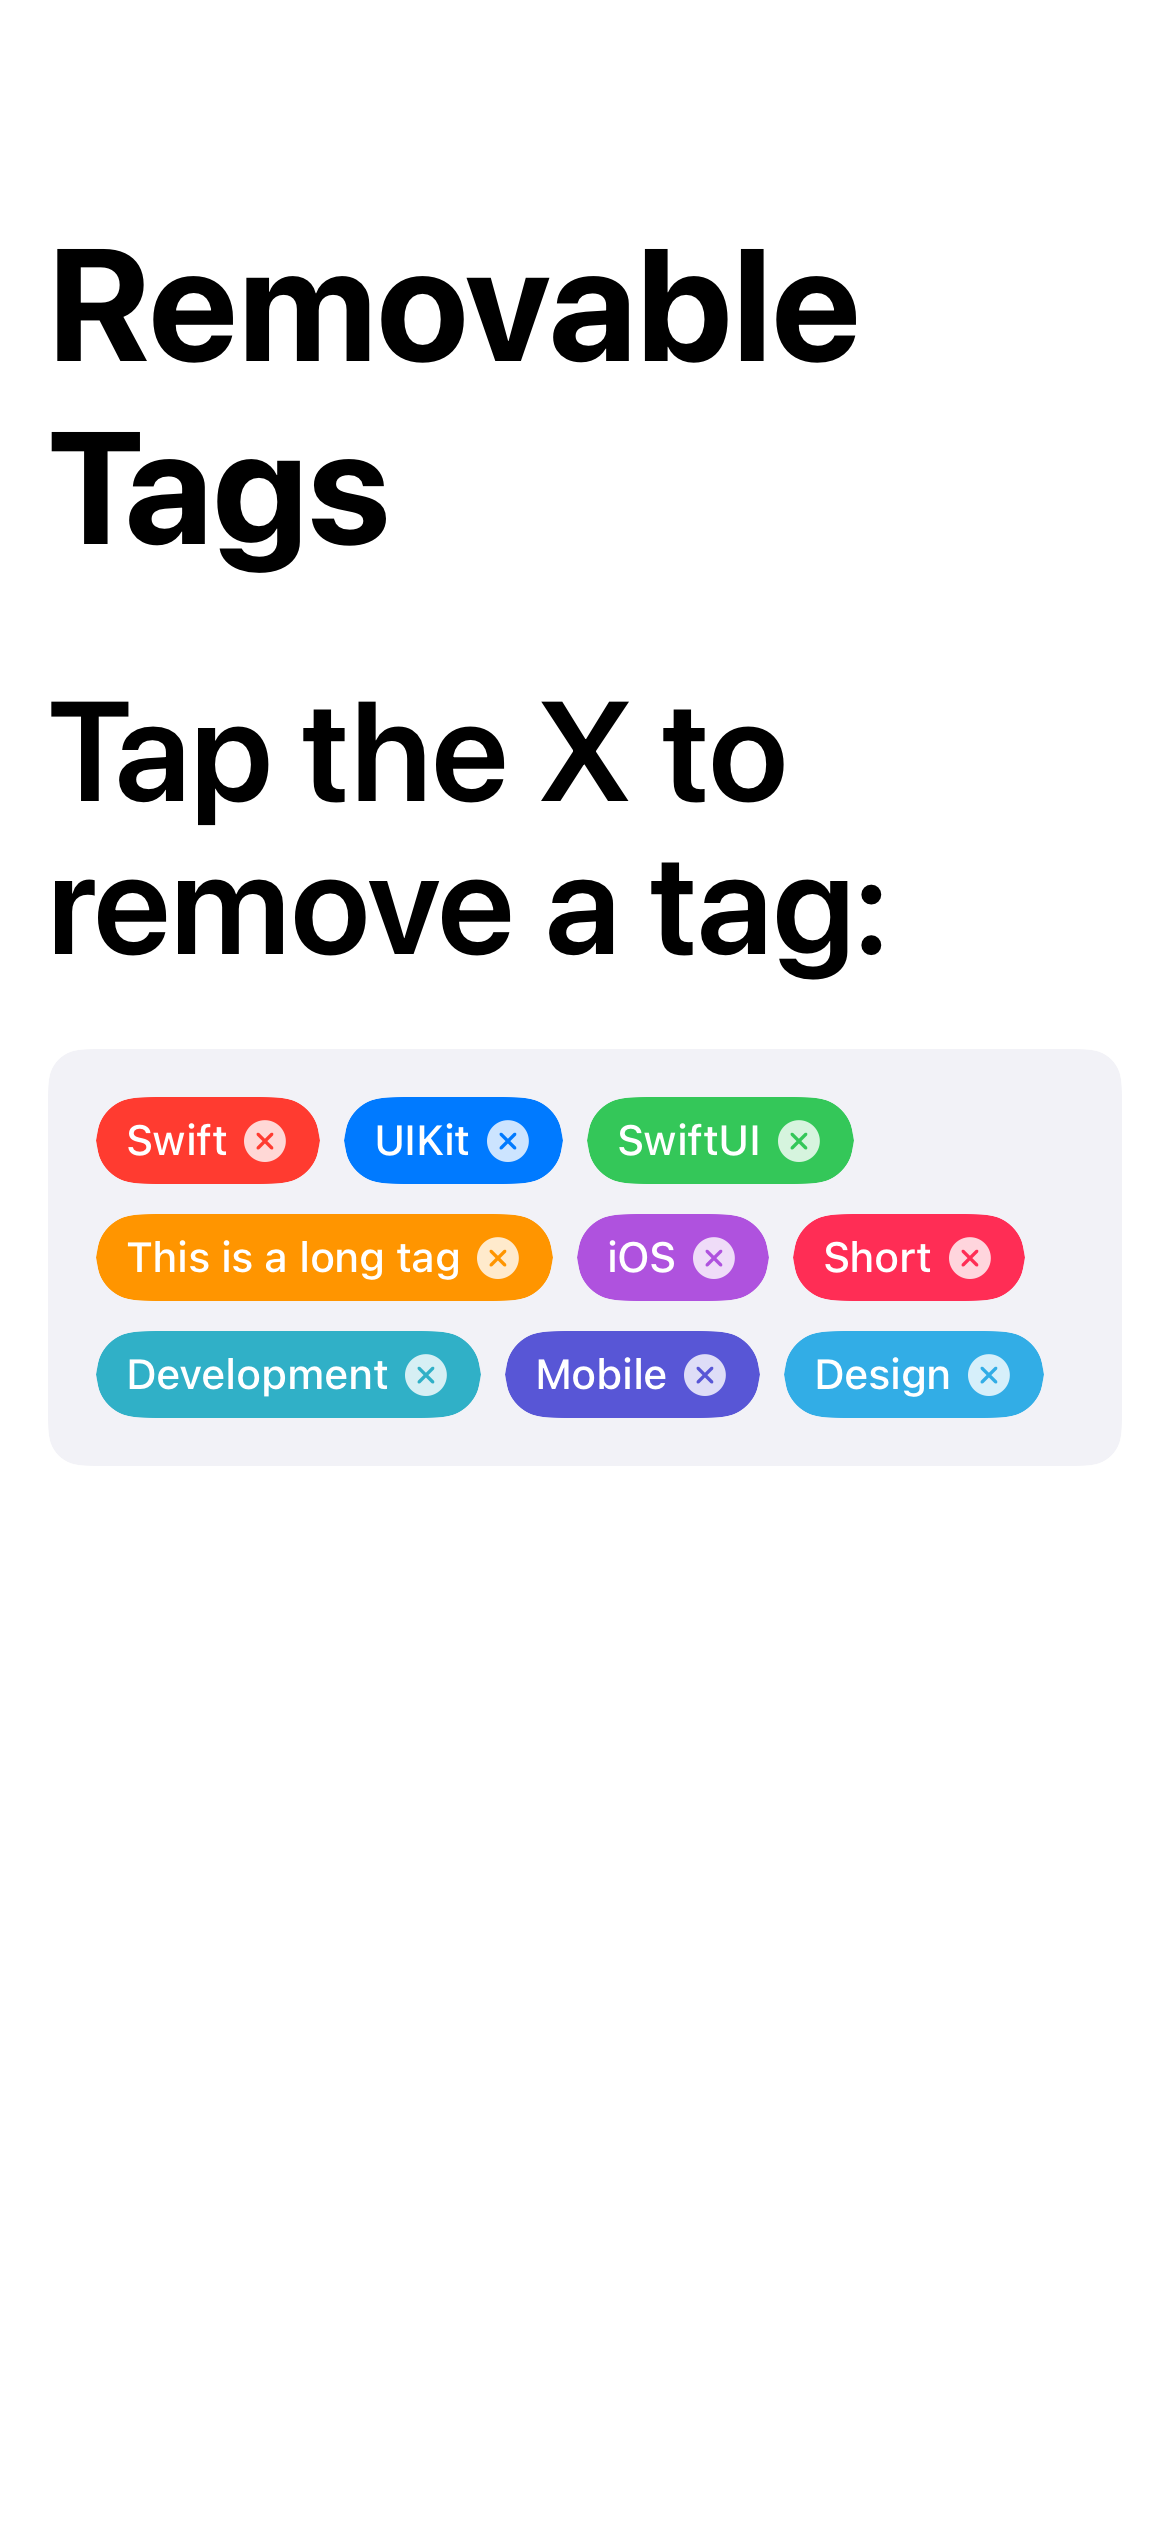 Removable
Tags
Tap the X to
remove a tag:
Swift UIKit SwiftUI
This is a long tag iOS Short
Development Mobile Design